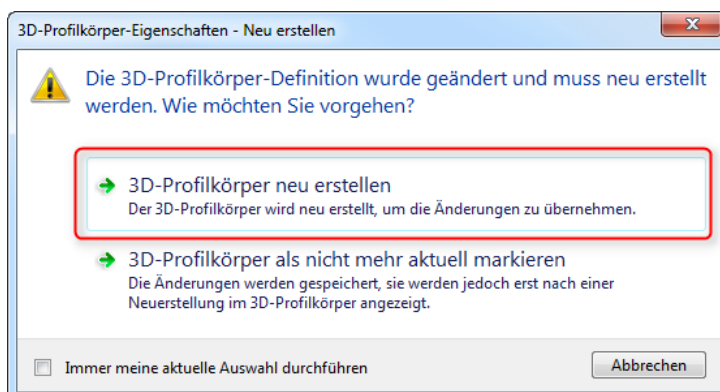 3D-Profilkörper-Eigenschaften - Neu erstellen
Die 3D-Profilkörper-Definition wurde geändert und muss neu erstellt
werden. Wie möchten Sie vorgehen?
3D-Profilkörper neu erstellen
Der 3D-Profilkörper wird neu erstellt, um die Änderungen zu übernehmen.
3D-Profilkörper als nicht mehr aktuell markieren
Die Änderungen werden gespeichert, sie werden jedoch erst nach einer
Neuerstellung im 3D-Profilkörper angezeigt.
Immer meine aktuelle Auswahl durchführen
Abbrechen